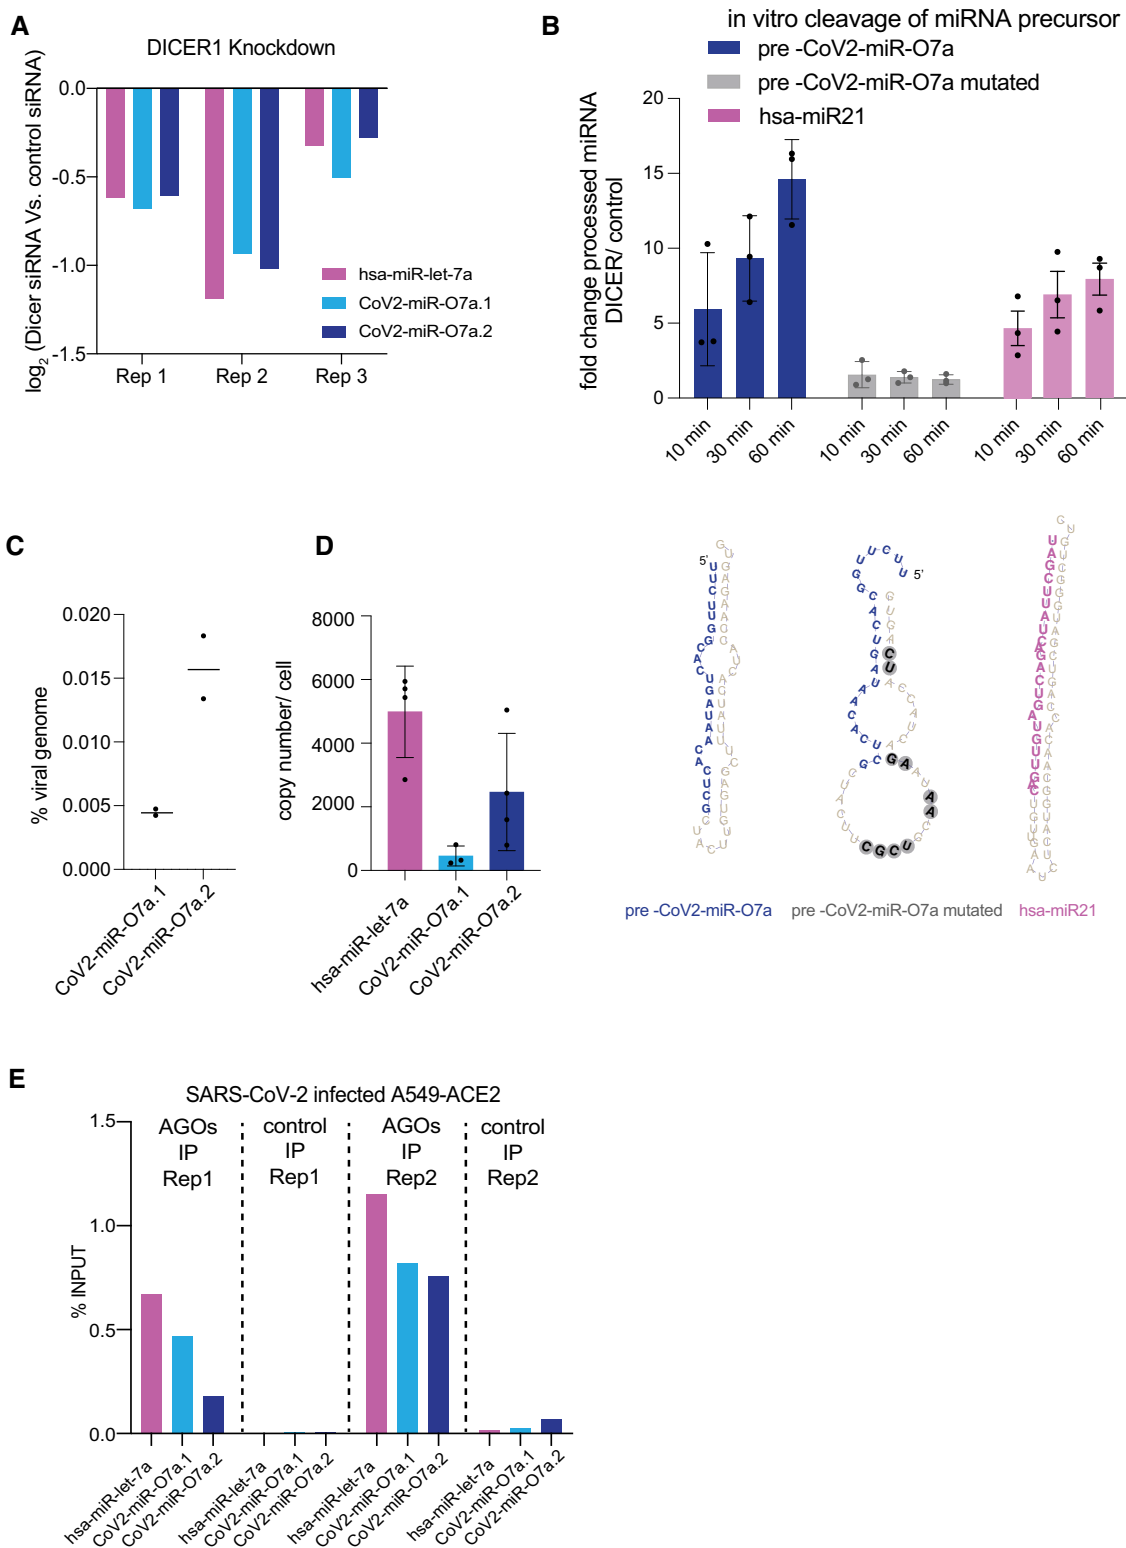 A
DICER1 Knockdown
log2 (Dicer siRNA Vs. control siRNA)
0.0
-0.5
-1.0
-1.5
hsa-miR-let-7a
CoV2-miR-O7a.1
CoV2-miR-O7a.2
Rep 1
Rep 2
Rep 3
B
in vitro cleavage of miRNA precursor
pre -CoV2-miR-O7a
pre -CoV2-miR-O7a mutated
hsa-miR21
fold change processed miRNA
DICER/ control
20
15
10
5
0
10 min
30 min
60 min
10 min
30 min
60 min
10 min
30 min
60 min
5'
5'
pre -CoV2-miR-O7a
pre -CoV2-miR-O7a mutated
hsa-miR21
C
% viral genome
0.020
0.015
0.010
0.005
0.000
CoV2-miR-O7a.1
CoV2-miR-O7a.2
D
copy number/ cell
8000
6000
4000
2000
0
hsa-miR-let-7a
CoV2-miR-O7a.1
CoV2-miR-O7a.2
E
SARS-CoV-2 infected A549-ACE2
% INPUT
1.5
1.0
0.5
0.0
AGOs
IP
Rep1
control
IP
Rep1
AGOs
IP
Rep2
control
IP
Rep2
hsa-miR-let-7a
CoV2-miR-O7a.1
CoV2-miR-O7a.2
hsa-miR-let-7a
CoV2-miR-O7a.1
CoV2-miR-O7a.2
hsa-miR-let-7a
CoV2-miR-O7a.1
CoV2-miR-O7a.2
hsa-miR-let-7a
CoV2-miR-O7a.1
CoV2-miR-O7a.2